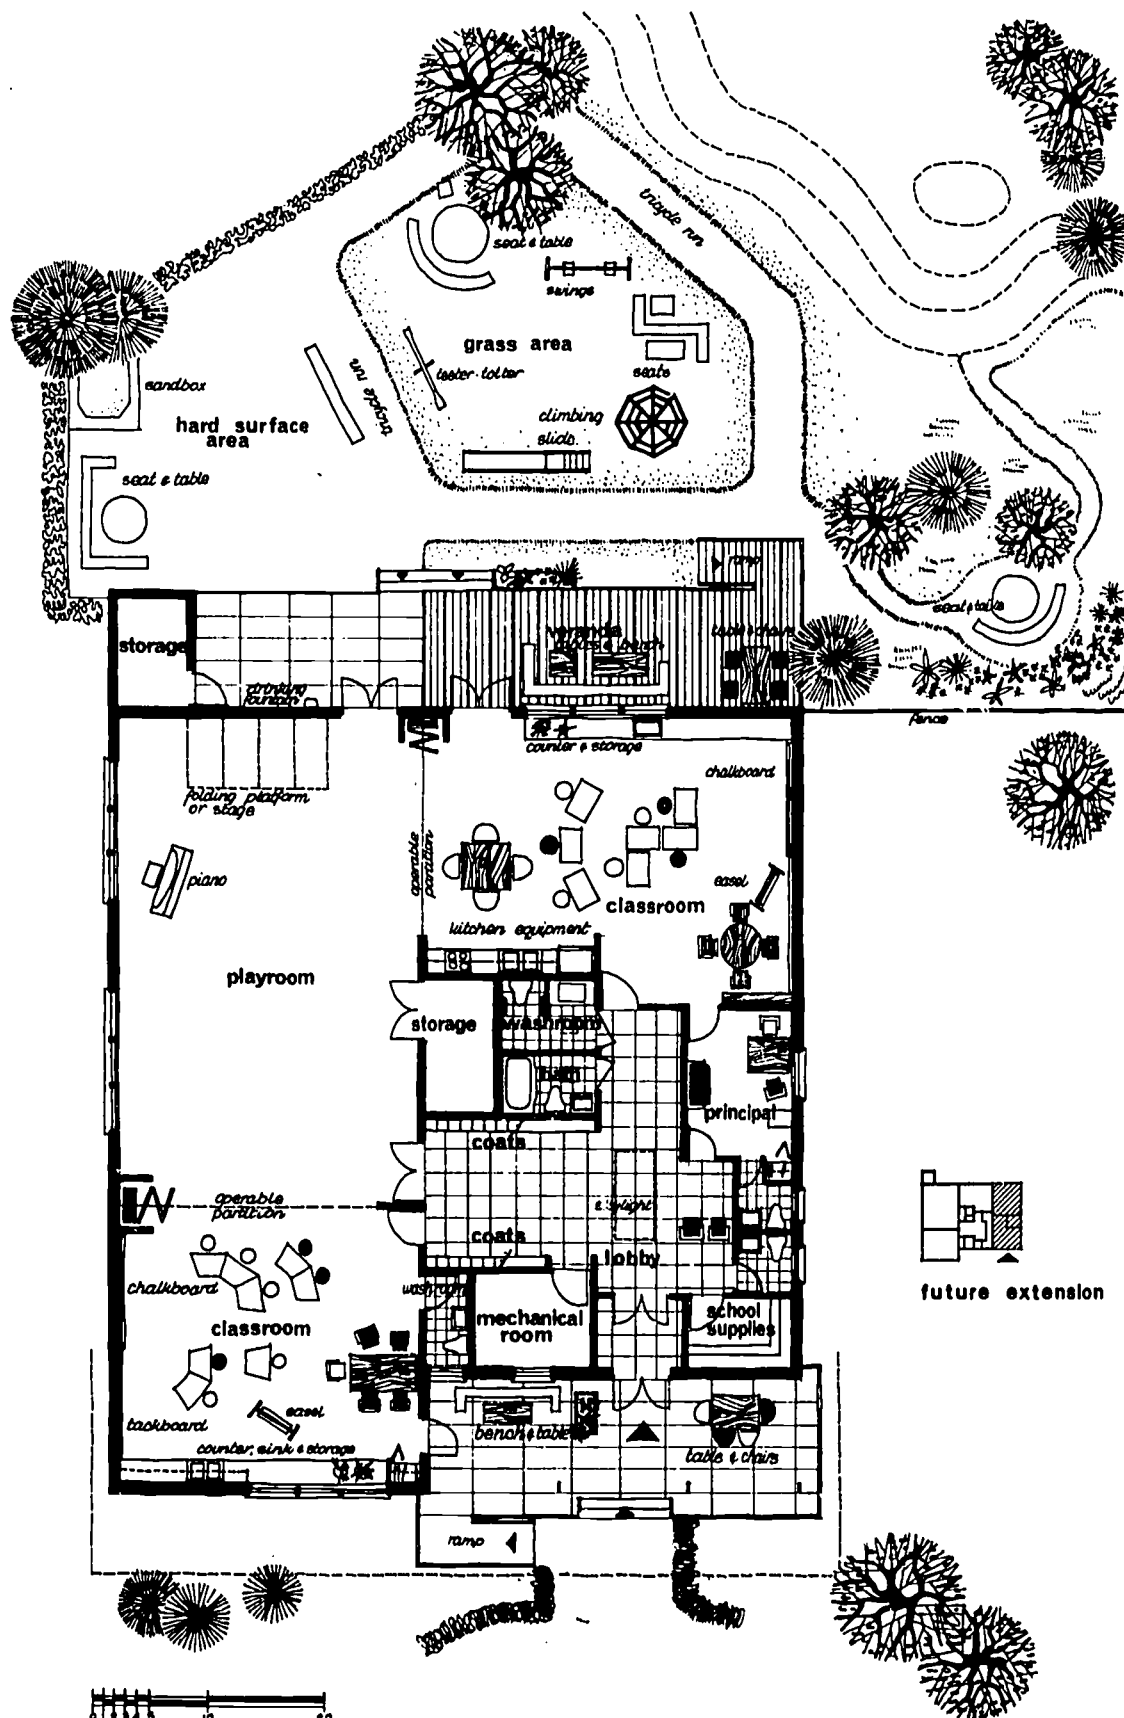 tricycle run
seat & table
swings
grass area
teeter-totter
seats
tricycle run
climbing
slide
sandbox
hard surface
area
seat & table
ramp
seat & table
storage
veranda
table & chairs
drinking
fountain
fence
counter & storage
folding platform
or stage
chalkboard
operable
partition
piano
easel
classroom
kitchen equipment
playroom
storage
washroom
bath
principal
coats
operable
partition
skylight
coats
lobby
chalkboard
washroom
classroom
mechanical
room
school
supplies
future extension
taskboard
easel
counter, sink & storage
bench & table
table & chairs
ramp